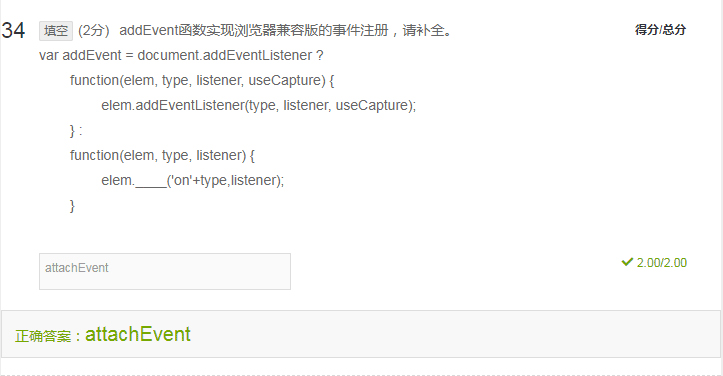 34 填空 (2分) addEvent函数实现浏览器兼容版的事件注册，请补全。 得分/总分
var addEvent = document.addEventListener ?
function(elem, type, listener, useCapture) {
elem.addEventListener(type, listener, useCapture);
} :
function(elem, type, listener) {
elem.____('on'+type,listener);
}
attachEvent 2.00/2.00
正确答案：attachEvent